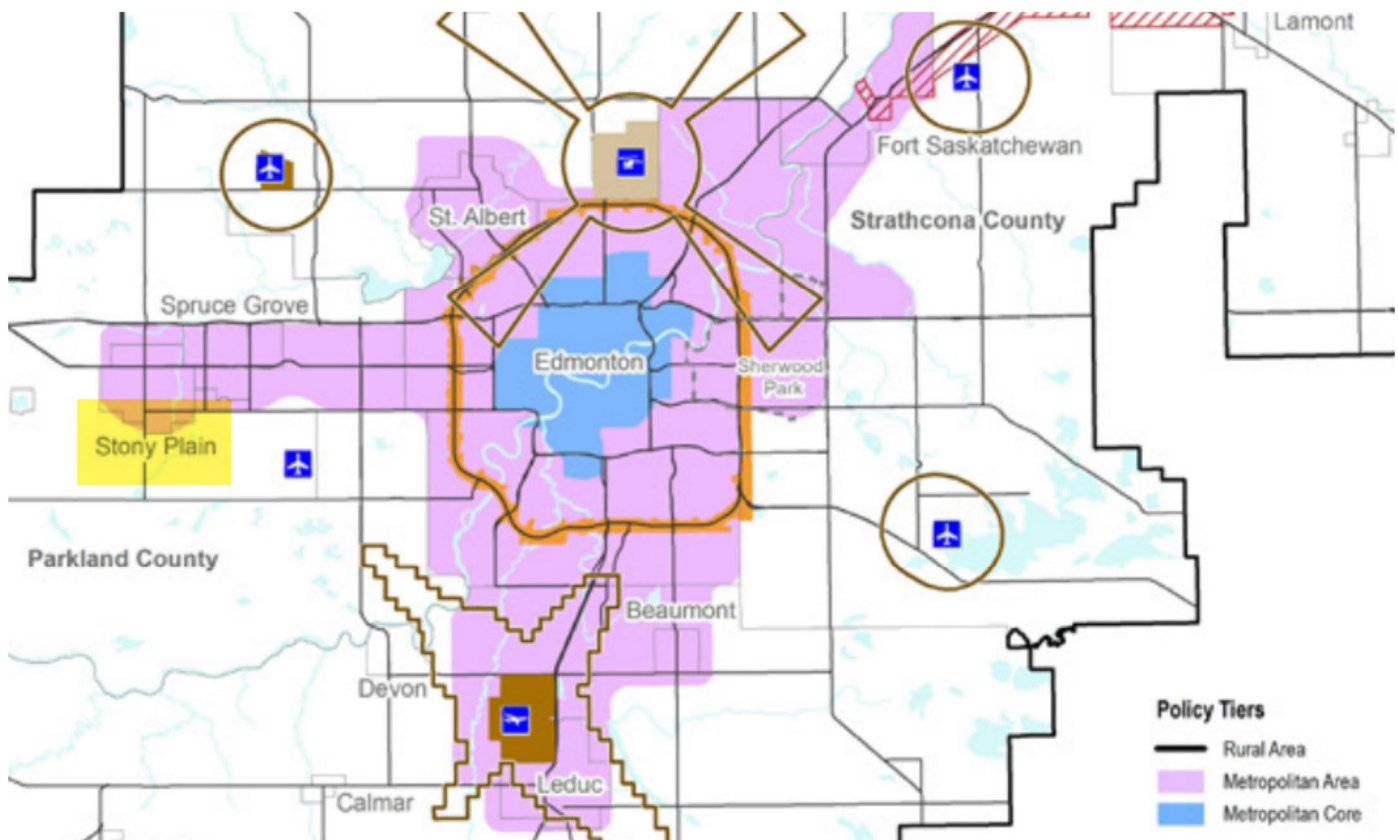 Lamont
Fort Saskatchewan
St. Albert
Strathcona County
Spruce Grove
Edmonton
Sherwood
Park
Stony Plain
Parkland County
Beaumont
Devon
Leduc
Calmar
Policy Tiers
Rural Area
Metropolitan Area
Metropolitan Core